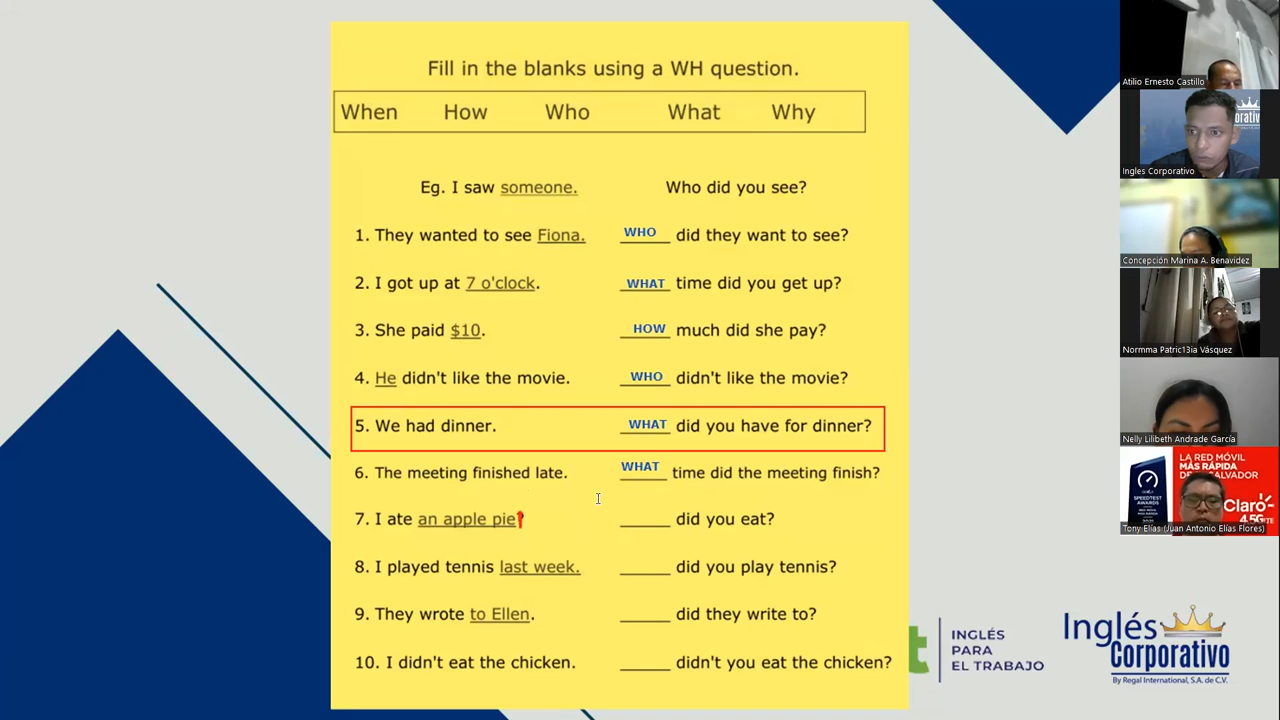 Fill in the blanks using a WH question.
When How Who What Why
Eg. I saw someone. Who did you see?
1. They wanted to see Fiona. WHO did they want to see?
2. I got up at 7 o'clock. WHAT time did you get up?
3. She paid $10. HOW much did she pay?
4. He didn't like the movie. WHO didn't like the movie?
5. We had dinner. WHAT did you have for dinner?
6. The meeting finished late. WHAT time did the meeting finish?
7. I ate an apple pie? _____ did you eat?
8. I played tennis last week. _____ did you play tennis?
9. They wrote to Ellen. _____ did they write to?
10. I didn't eat the chicken. _____ didn't you eat the chicken?
t
INGLÉS
PARA
EL TRABAJO
Inglés
Corporativo
By Regal International, S.A. de C.V.
Atilio Ernesto Castillo
Ingles Corporativo
Concepción Marina A. Benavidez
Normma Patric13ia Vásquez
Nelly Lilibeth Andrade García
LA RED MÓVIL
MÁS RÁPIDA
SPEEDTEST
AWARDS
Claro
4.5G
Tony Elías (Juan Antonio Elías Flores)